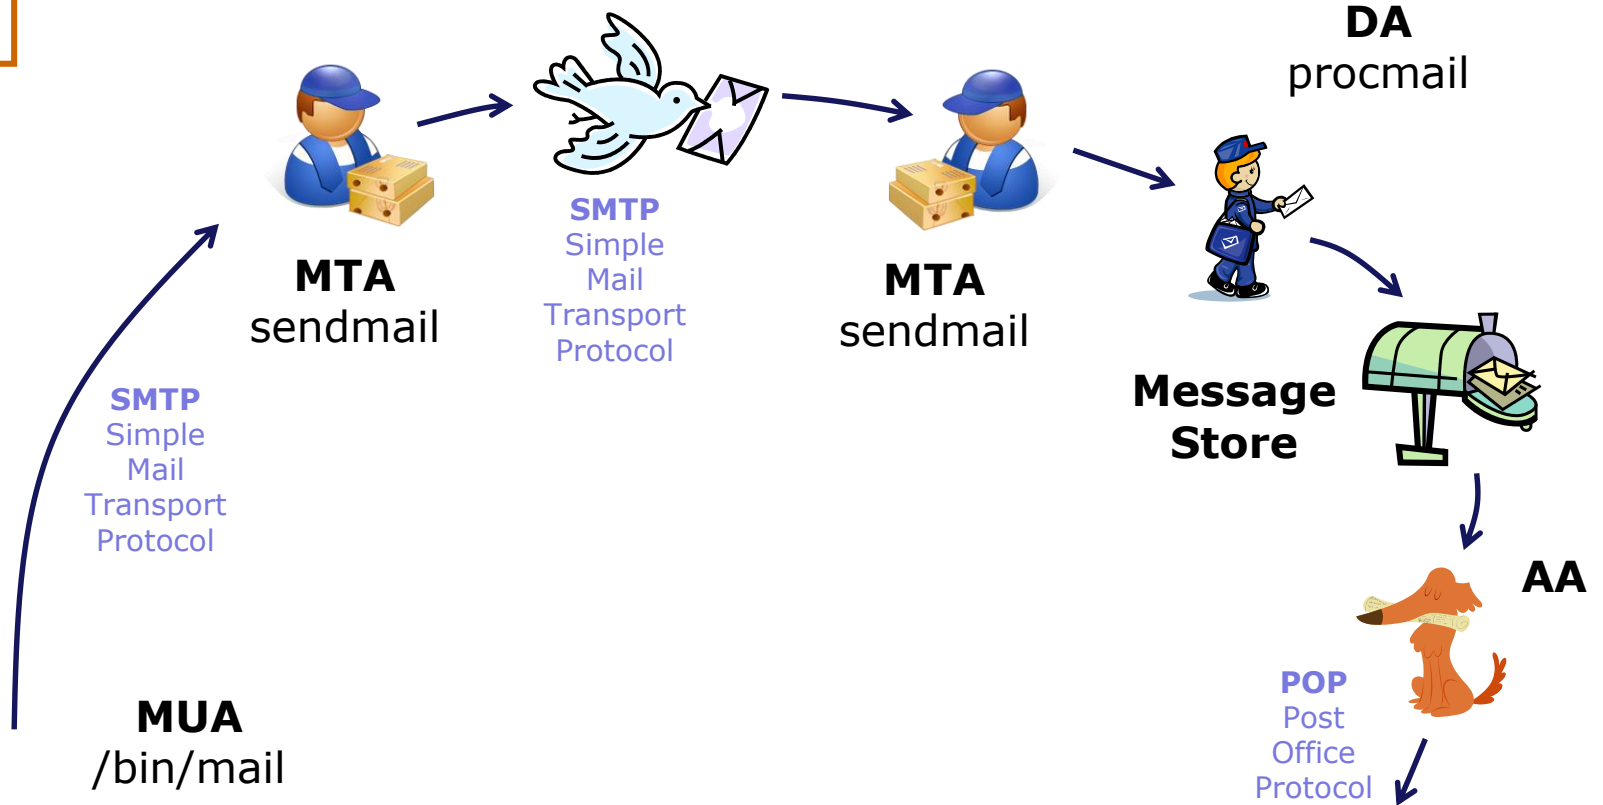 DA
procmail
SMTP
Simple
Mail
Transport
Protocol
MTA
sendmail
MTA
sendmail
Message
Store
SMTP
Simple
Mail
Transport
Protocol
AA
POP
Post
Office
Protocol
MUA
/bin/mail